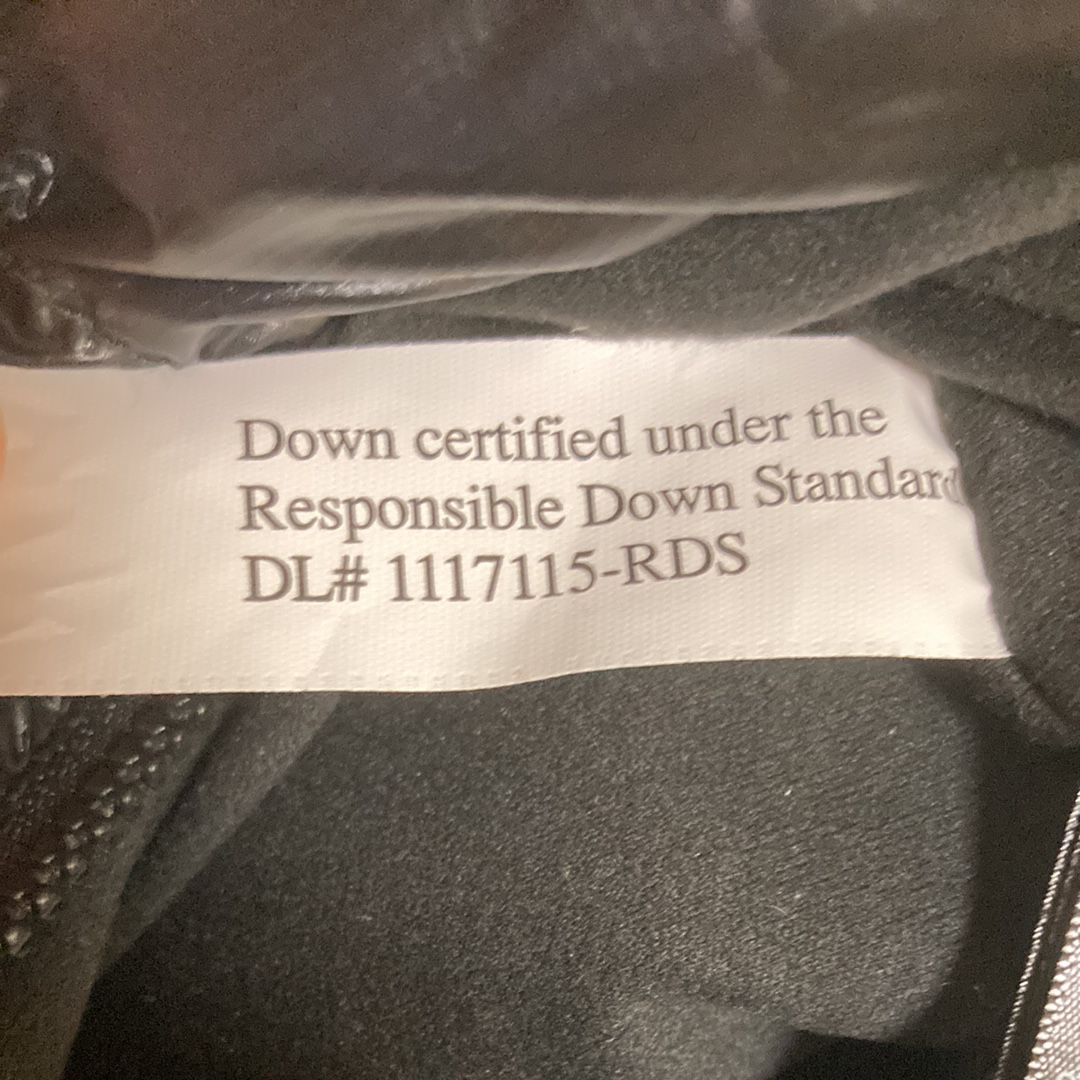 Down certified under the
Responsible Down Standard
DL# 1117115-RDS